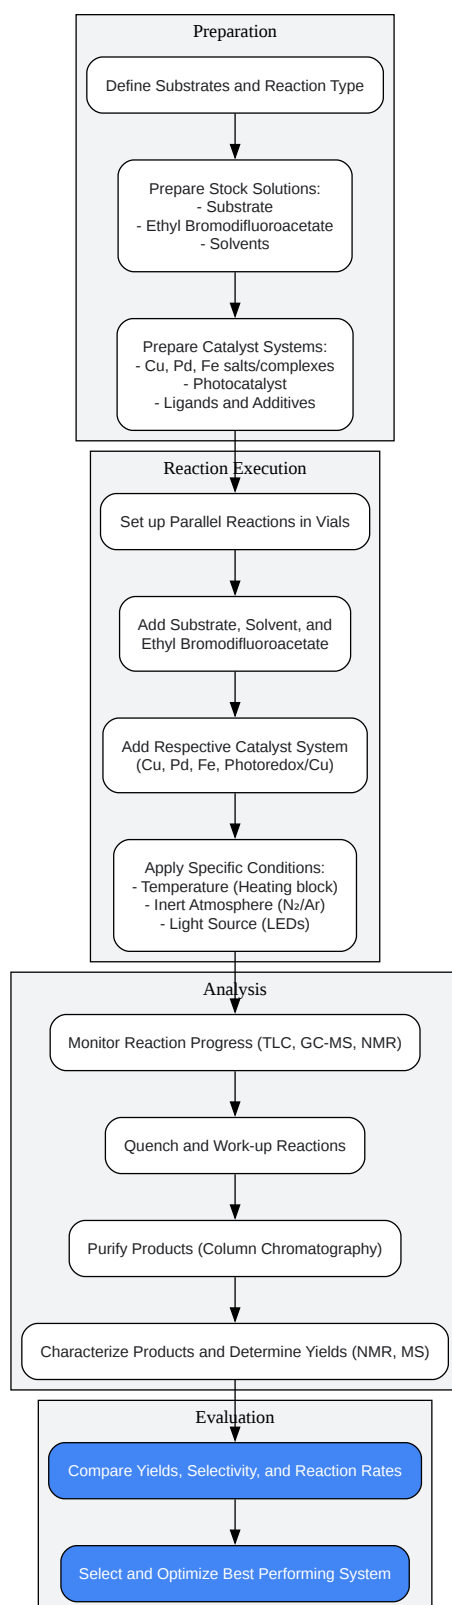 Preparation
Define Substrates and Reaction Type
Prepare Stock Solutions:
- Substrate
- Ethyl Bromodifluoroacetate
- Solvents
Prepare Catalyst Systems:
- Cu, Pd, Fe salts/complexes
- Photocatalyst
- Ligands and Additives
Reaction Execution
Set up Parallel Reactions in Vials
Add Substrate, Solvent, and
Ethyl Bromodifluoroacetate
Add Respective Catalyst System
(Cu, Pd, Fe, Photoredox/Cu)
Apply Specific Conditions:
- Temperature (Heating block)
- Inert Atmosphere (N₂/Ar)
- Light Source (LEDs)
Analysis
Monitor Reaction Progress (TLC, GC-MS, NMR)
Quench and Work-up Reactions
Purify Products (Column Chromatography)
Characterize Products and Determine Yields (NMR, MS)
Evaluation
Compare Yields, Selectivity, and Reaction Rates
Select and Optimize Best Performing System